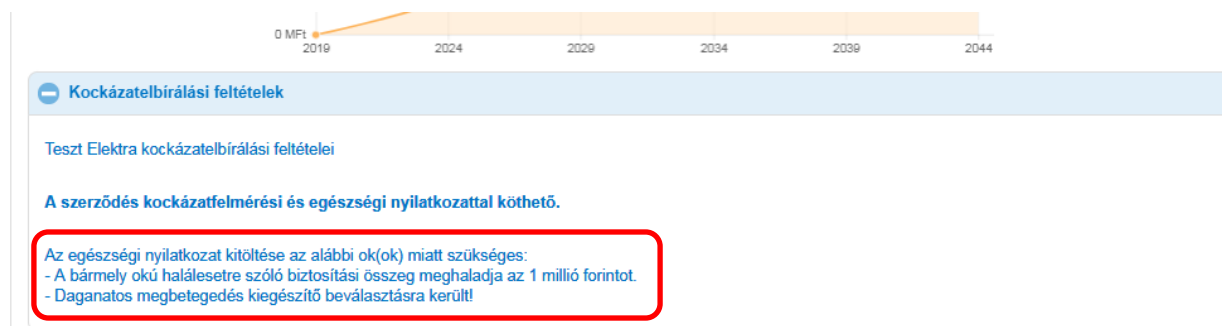 0 MFt
2019 2024 2029 2034 2039 2044
Kockázatelbírálási feltételek
Teszt Elektra kockázatelbírálási feltételei
A szerződés kockázatfelmérési és egészségi nyilatkozattal köthető.
Az egészségi nyilatkozat kitöltése az alábbi ok(ok) miatt szükséges:
- A bármely okú halálesetre szóló biztosítási összeg meghaladja az 1 millió forintot.
- Daganatos megbetegedés kiegészítő beválasztásra került!